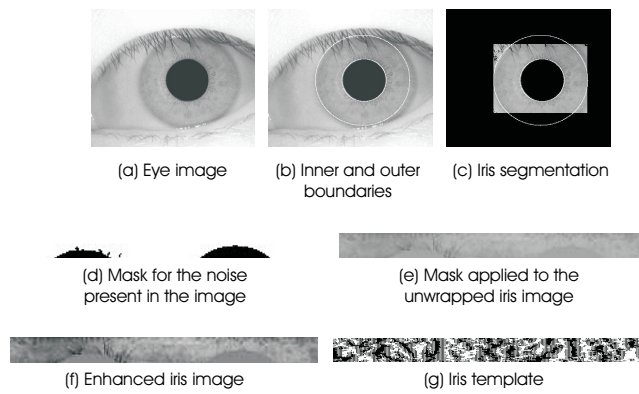 (a) Eye image
(b) Inner and outer
boundaries
(c) Iris segmentation
(d) Mask for the noise
present in the image
(e) Mask applied to the
unwrapped iris image
(f) Enhanced iris image
(g) Iris template